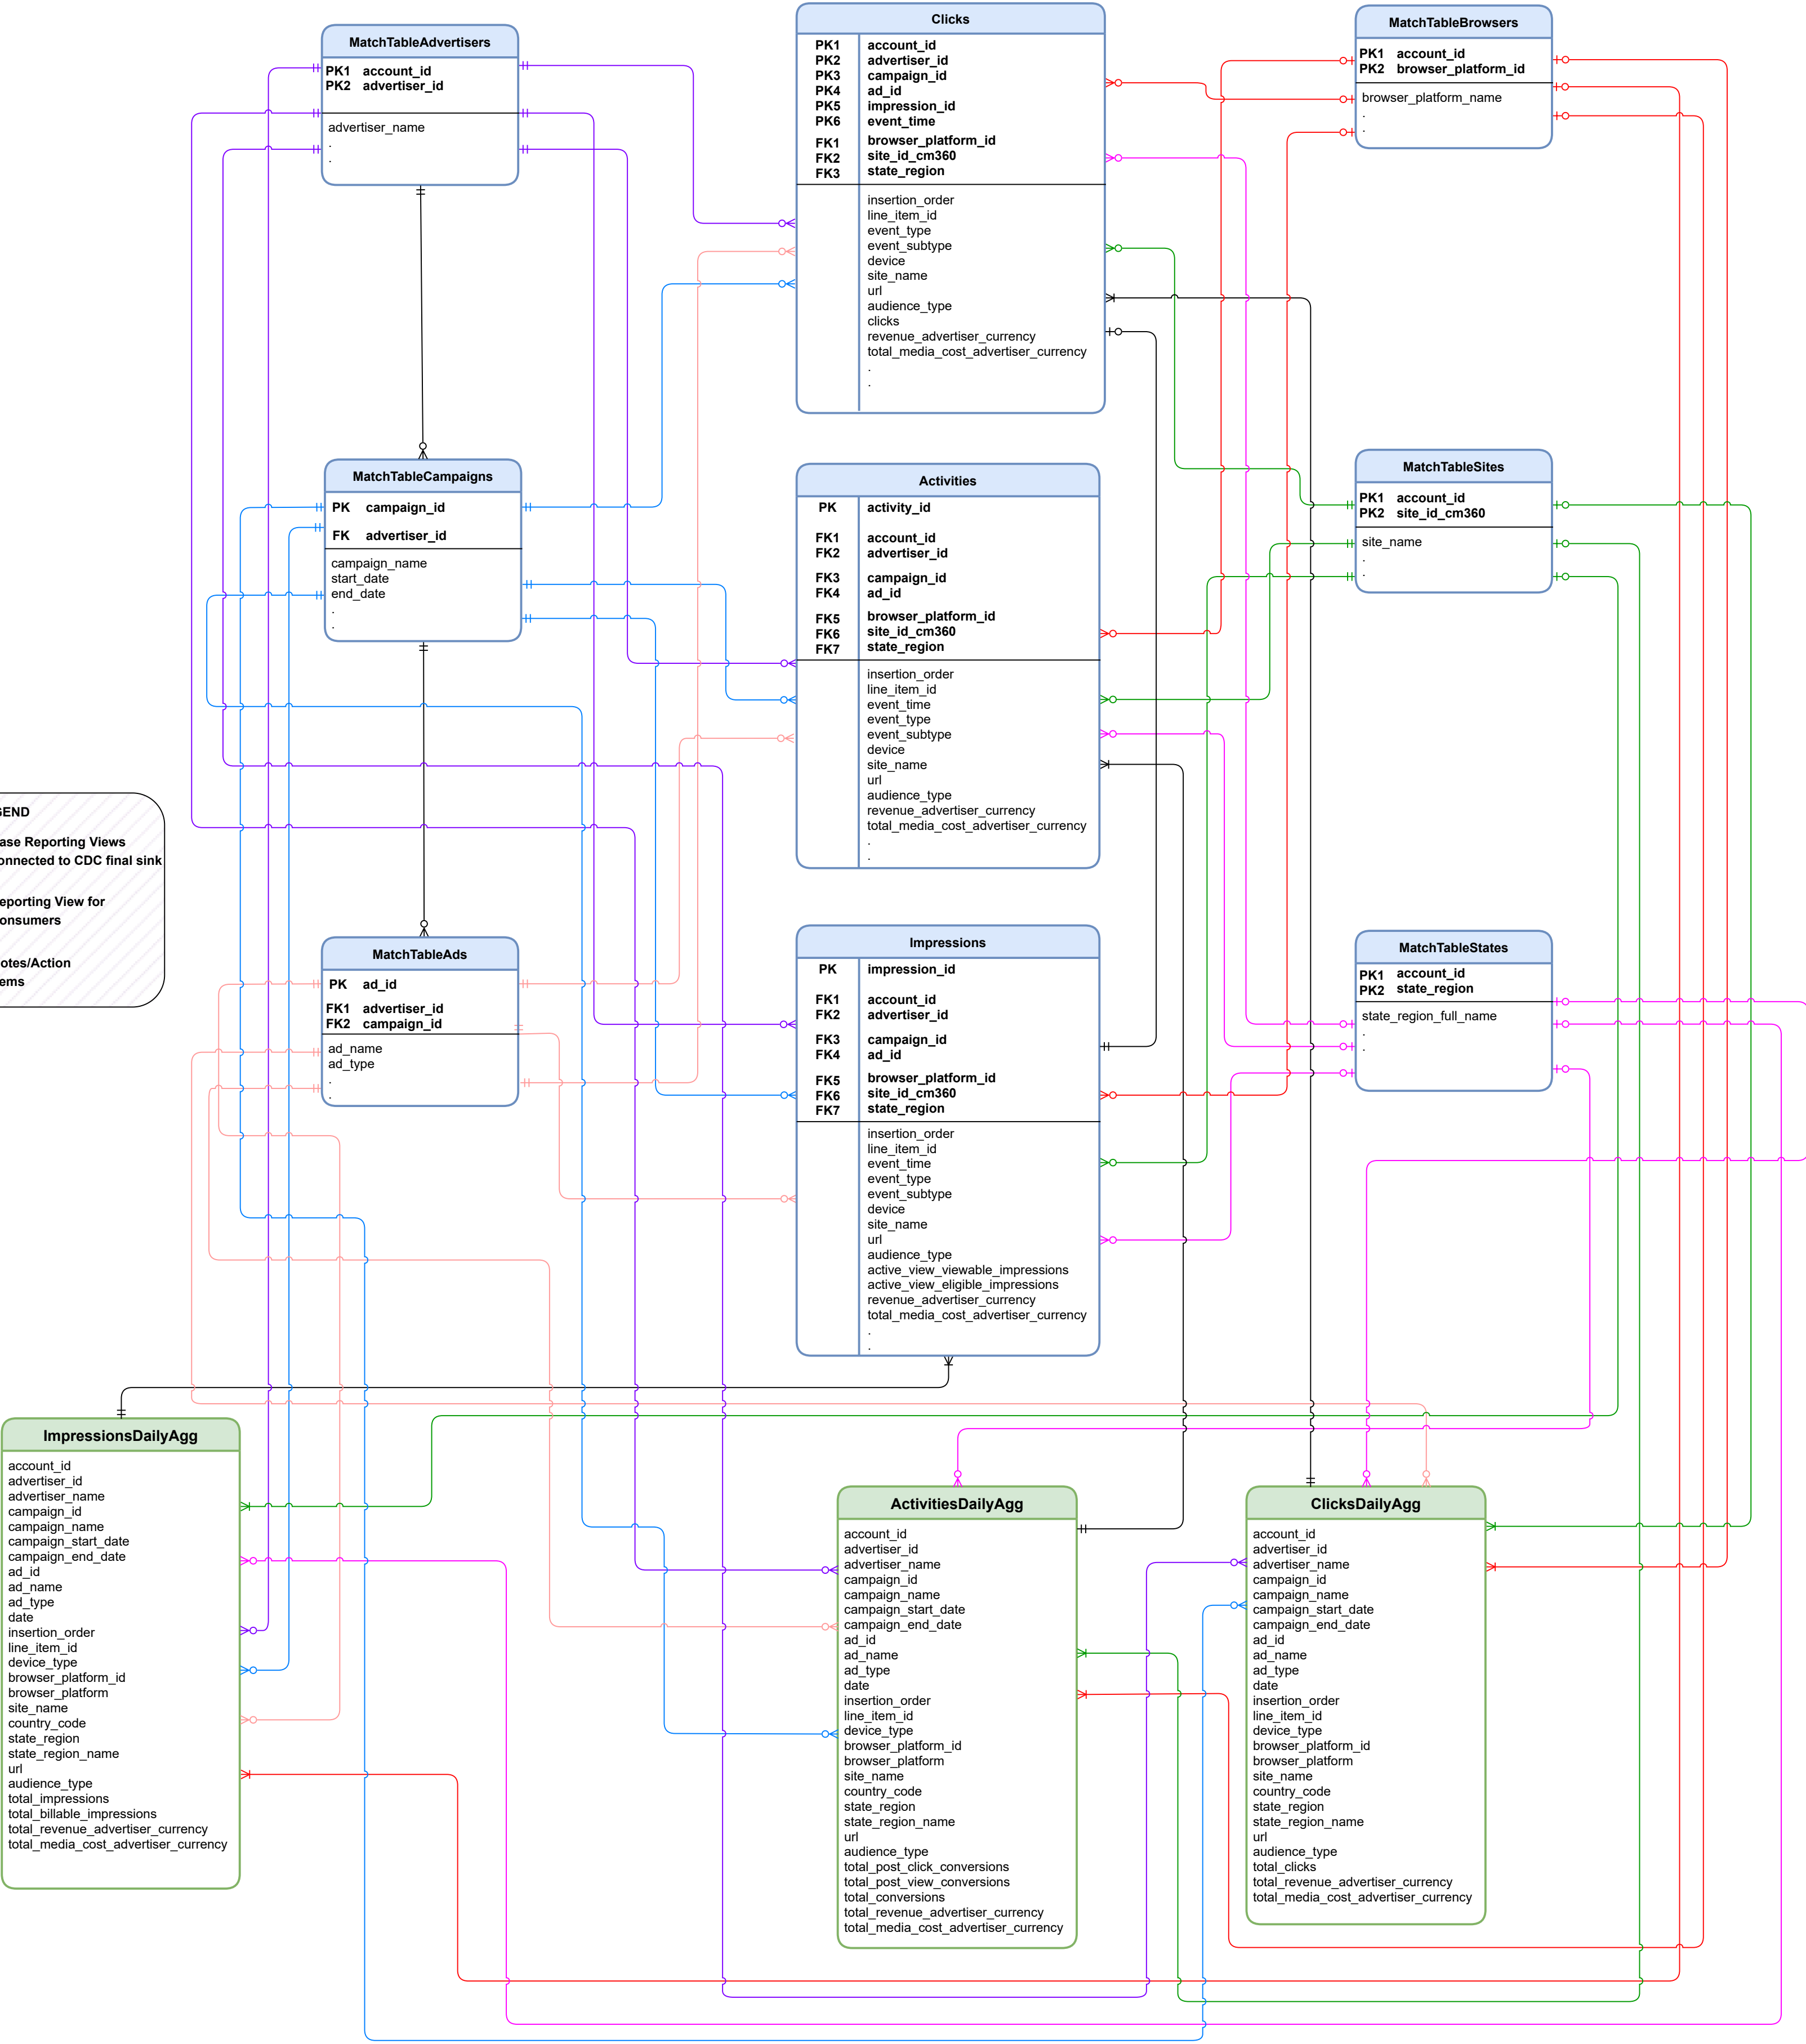 MatchTableAdvertisers
PK1 account_id
PK2 advertiser_id
advertiser_name
.
.
Clicks
PK1 account_id
PK2 advertiser_id
PK3 campaign_id
PK4 ad_id
PK5 impression_id
PK6 event_time
FK1 browser_platform_id
FK2 site_id_cm360
FK3 state_region
insertion_order
line_item_id
event_type
event_subtype
device
site_name
url
audience_type
clicks
revenue_advertiser_currency
total_media_cost_advertiser_currency
.
.
MatchTableBrowsers
PK1 account_id
PK2 browser_platform_id
browser_platform_name
.
.
MatchTableCampaigns
PK campaign_id
FK advertiser_id
campaign_name
start_date
end_date
.
.
Activities
PK activity_id
FK1 account_id
FK2 advertiser_id
FK3 campaign_id
FK4 ad_id
FK5 browser_platform_id
FK6 site_id_cm360
FK7 state_region
insertion_order
line_item_id
event_time
event_type
event_subtype
device
site_name
url
audience_type
revenue_advertiser_currency
total_media_cost_advertiser_currency
.
.
MatchTableSites
PK1 account_id
PK2 site_id_cm360
site_name
.
.
GEND
ase Reporting Views
onnected to CDC final sink
eporting View for
onsumers
otes/Action
ems
MatchTableAds
PK ad_id
FK1 advertiser_id
FK2 campaign_id
ad_name
ad_type
.
.
Impressions
PK impression_id
FK1 account_id
FK2 advertiser_id
FK3 campaign_id
FK4 ad_id
FK5 browser_platform_id
FK6 site_id_cm360
FK7 state_region
insertion_order
line_item_id
event_time
event_type
event_subtype
device
site_name
url
audience_type
active_view_viewable_impressions
active_view_eligible_impressions
revenue_advertiser_currency
total_media_cost_advertiser_currency
.
.
MatchTableStates
PK1 account_id
PK2 state_region
state_region_full_name
.
.
ImpressionsDailyAgg
account_id
advertiser_id
advertiser_name
campaign_id
campaign_name
campaign_start_date
campaign_end_date
ad_id
ad_name
ad_type
date
insertion_order
line_item_id
device_type
browser_platform_id
browser_platform
site_name
country_code
state_region
state_region_name
url
audience_type
total_impressions
total_billable_impressions
total_revenue_advertiser_currency
total_media_cost_advertiser_currency
ActivitiesDailyAgg
account_id
advertiser_id
advertiser_name
campaign_id
campaign_name
campaign_start_date
campaign_end_date
ad_id
ad_name
ad_type
date
insertion_order
line_item_id
device_type
browser_platform_id
browser_platform
site_name
country_code
state_region
state_region_name
url
audience_type
total_post_click_conversions
total_post_view_conversions
total_conversions
total_revenue_advertiser_currency
total_media_cost_advertiser_currency
ClicksDailyAgg
account_id
advertiser_id
advertiser_name
campaign_id
campaign_name
campaign_start_date
campaign_end_date
ad_id
ad_name
ad_type
date
insertion_order
line_item_id
device_type
browser_platform_id
browser_platform
site_name
country_code
state_region
state_region_name
url
audience_type
total_clicks
total_revenue_advertiser_currency
total_media_cost_advertiser_currency